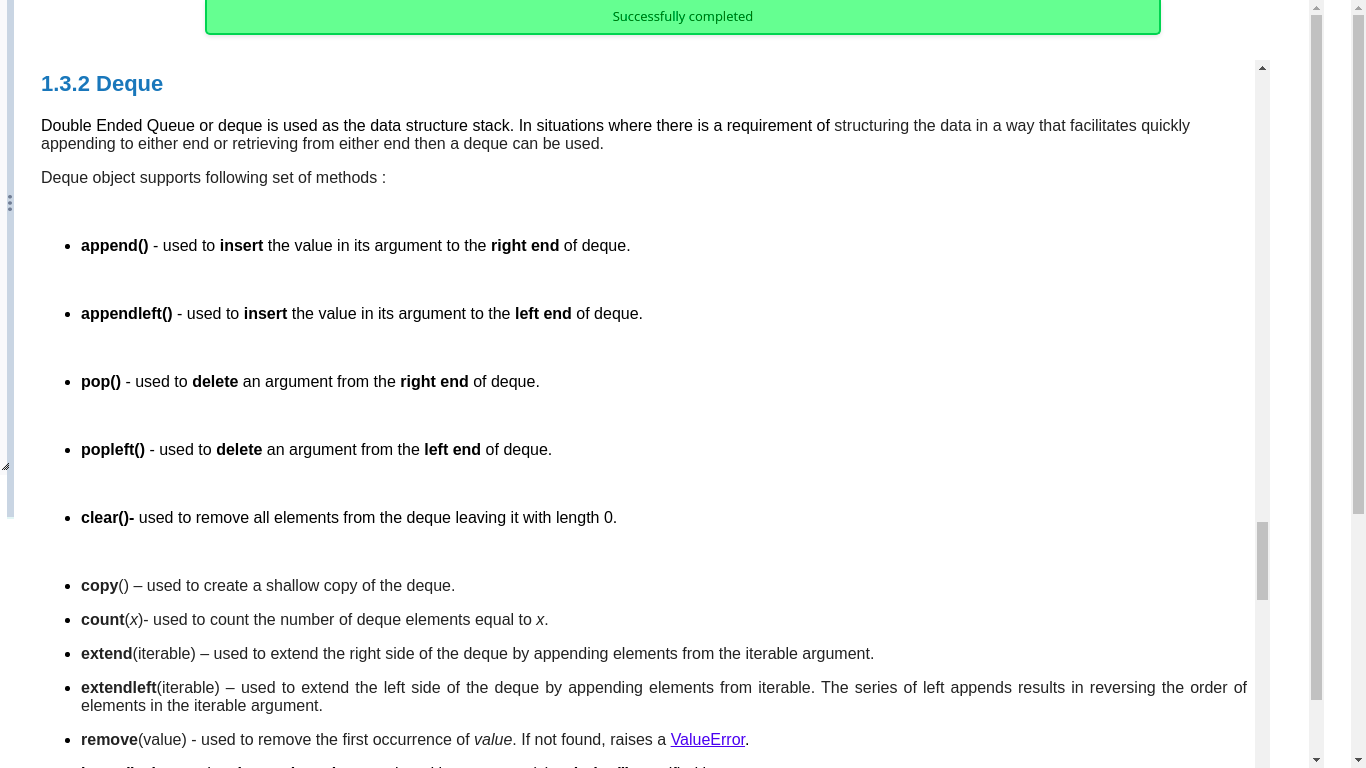 Successfully completed
1.3.2 Deque
Double Ended Queue or deque is used as the data structure stack. In situations where there is a requirement of structuring the data in a way that facilitates quickly
appending to either end or retrieving from either end then a deque can be used.
Deque object supports following set of methods :
append() - used to insert the value in its argument to the right end of deque.
appendleft() - used to insert the value in its argument to the left end of deque.
pop() - used to delete an argument from the right end of deque.
popleft() - used to delete an argument from the left end of deque.
clear()- used to remove all elements from the deque leaving it with length 0.
copy() – used to create a shallow copy of the deque.
count(x)- used to count the number of deque elements equal to x.
extend(iterable) – used to extend the right side of the deque by appending elements from the iterable argument.
extendleft(iterable) – used to extend the left side of the deque by appending elements from iterable. The series of left appends results in reversing the order of
elements in the iterable argument.
remove(value) - used to remove the first occurrence of value. If not found, raises a ValueError.